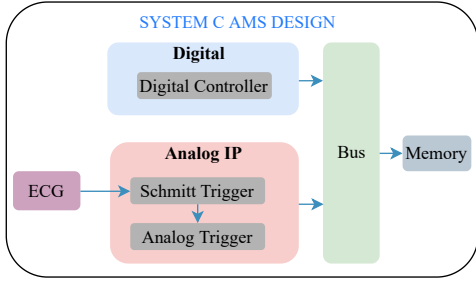 SYSTEM C AMS DESIGN
Digital
Digital Controller
Analog IP
ECG
Schmitt Trigger
Analog Trigger
Bus
Memory